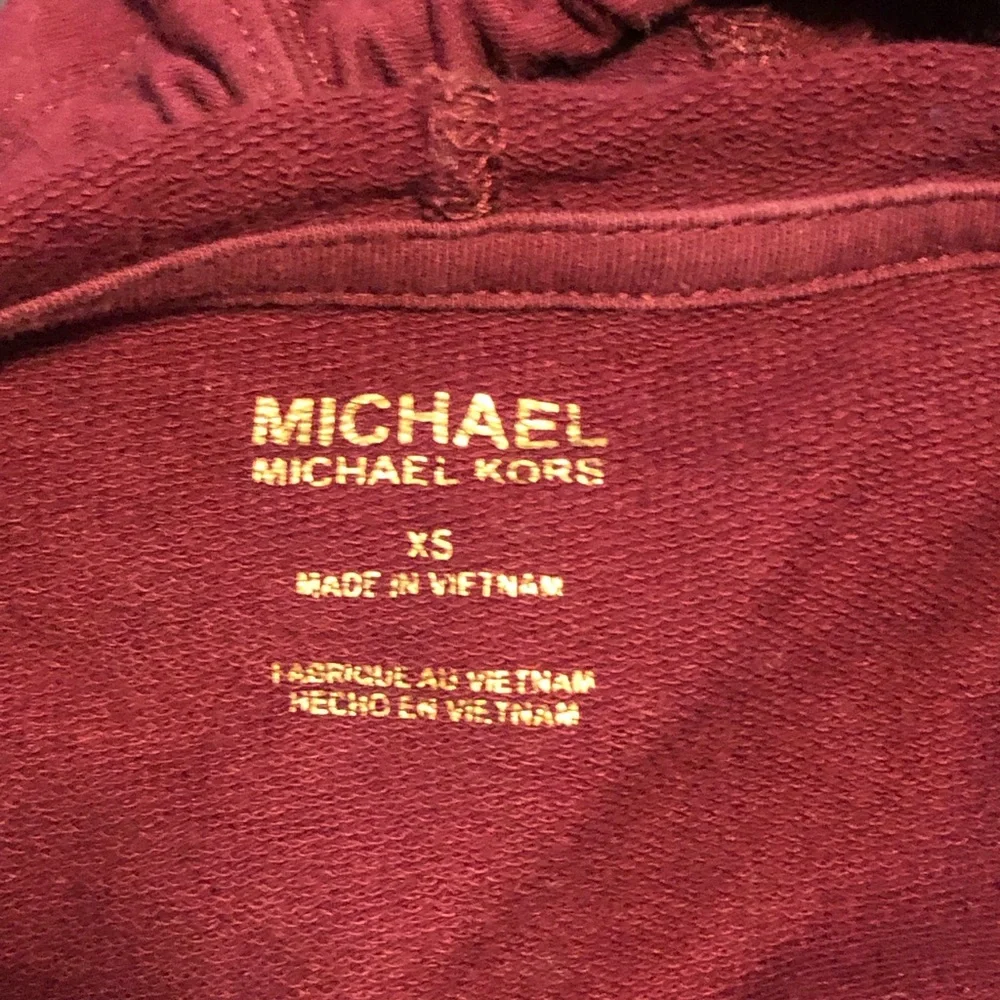 MICHAEL
MICHAEL KORS
XS
MADE IN VIETNAM
FABRIQUE AU VIETNAM
HECHO EN VIETNAM